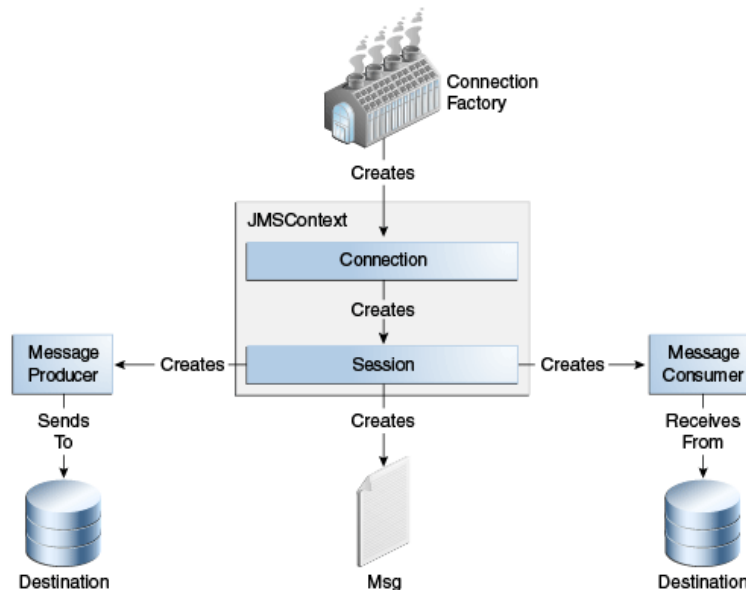 Connection
Factory
Creates
JMSContext
Connection
Creates
Message
Producer
Creates
Session
Creates
Message
Consumer
Sends
To
Creates
Receives
From
Destination
Msg
Destination